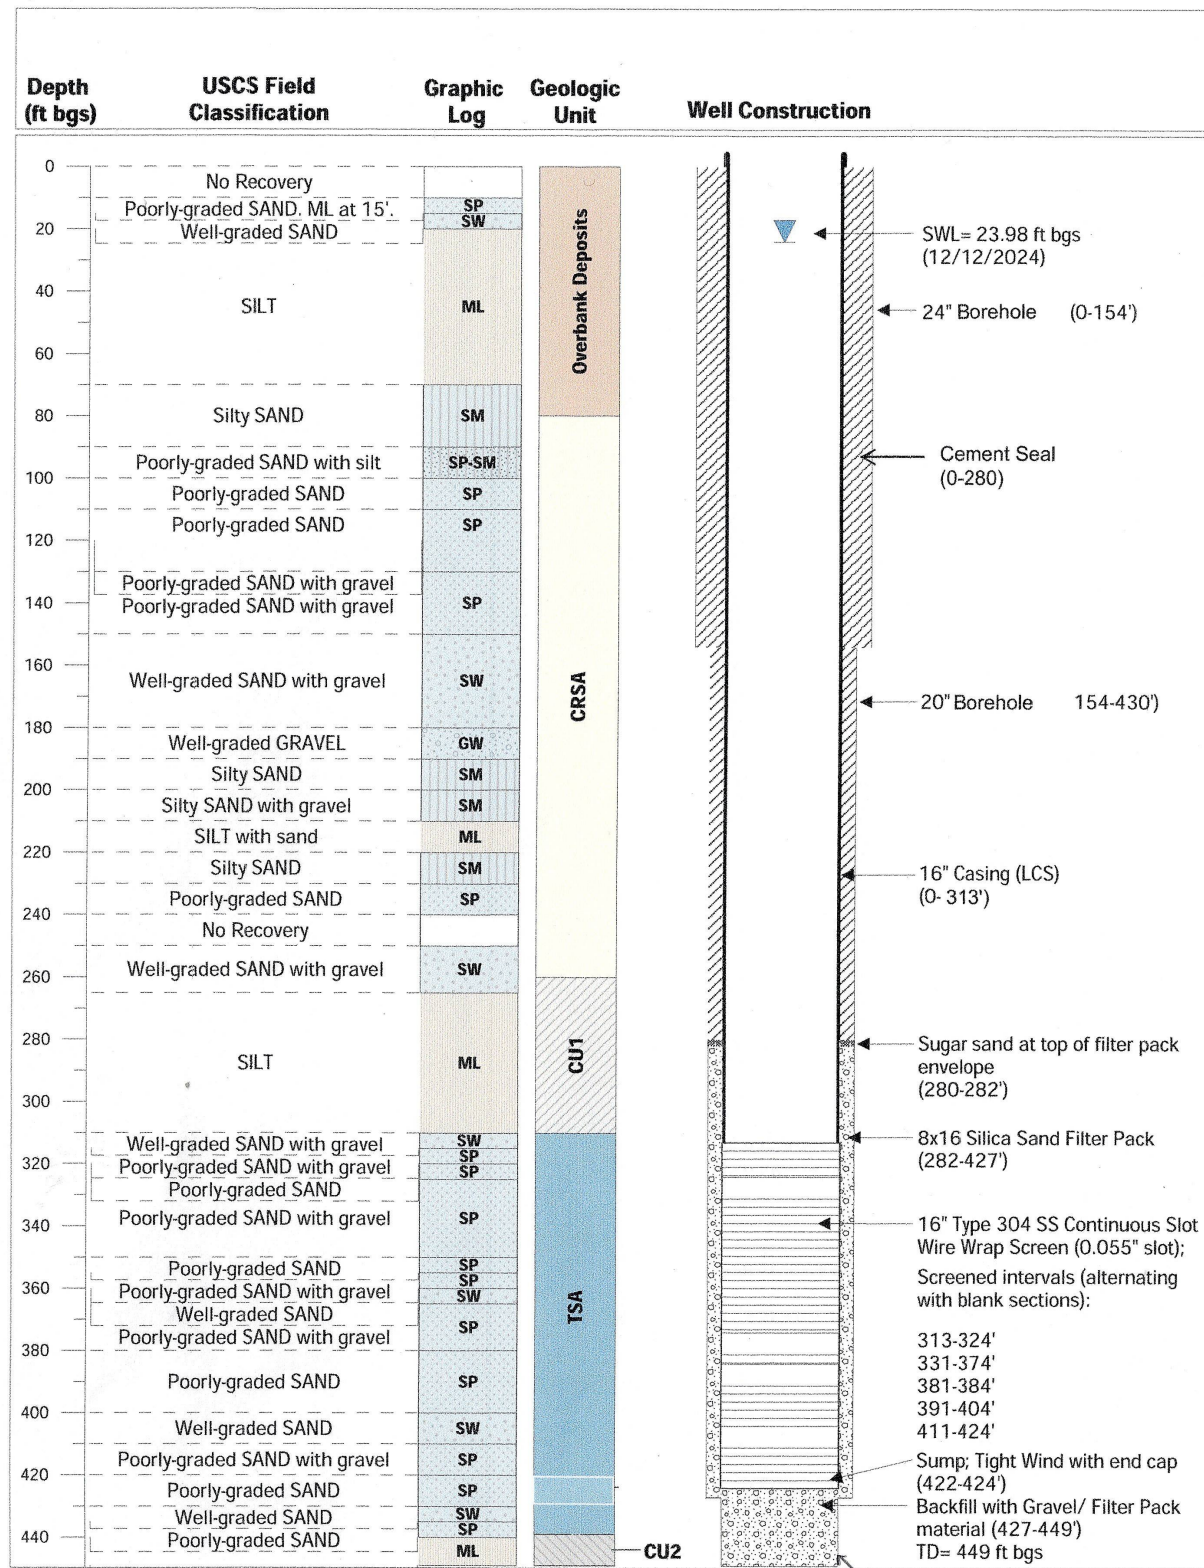 Depth
(ft bgs)
USCS Field
Classification
Graphic
Log
Geologic
Unit
Well Construction
0
20
40
60
80
100
120
140
160
180
200
220
240
260
280
300
320
340
360
380
400
420
440
No Recovery
Poorly-graded SAND. ML at 15'.
Well-graded SAND
SILT
Silty SAND
Poorly-graded SAND with silt
Poorly-graded SAND
Poorly-graded SAND
Poorly-graded SAND with gravel
Poorly-graded SAND with gravel
Well-graded SAND with gravel
Well-graded GRAVEL
Silty SAND
Silty SAND with gravel
SILT with sand
Silty SAND
Poorly-graded SAND
No Recovery
Well-graded SAND with gravel
SILT
Well-graded SAND with gravel
Poorly-graded SAND with gravel
Poorly-graded SAND
Poorly-graded SAND with gravel
Poorly-graded SAND
Poorly-graded SAND with gravel
Well-graded SAND
Poorly-graded SAND with gravel
Poorly-graded SAND
Well-graded SAND
Poorly-graded SAND with gravel
Poorly-graded SAND
Well-graded SAND
Poorly-graded SAND
SP
SW
ML
SM
SP-SM
SP
SP
SP
SW
GW
SM
SM
ML
SM
SP
SW
ML
SW
SP
SP
SP
SP
SP
SW
SP
SP
SW
SP
SP
SW
SP
ML
Overbank Deposits
CRSA
CU1
TSA
CU2
SWL= 23.98 ft bgs
(12/12/2024)
24" Borehole (0-154')
Cement Seal
(0-280)
20" Borehole 154-430')
16" Casing (LCS)
(0- 313')
Sugar sand at top of filter pack
envelope
(280-282')
8x16 Silica Sand Filter Pack
(282-427')
16" Type 304 SS Continuous Slot
Wire Wrap Screen (0.055" slot);
Screened intervals (alternating
with blank sections):
313-324'
331-374'
381-384'
391-404'
411-424'
Sump; Tight Wind with end cap
(422-424')
Backfill with Gravel/ Filter Pack
material (427-449')
TD= 449 ft bgs